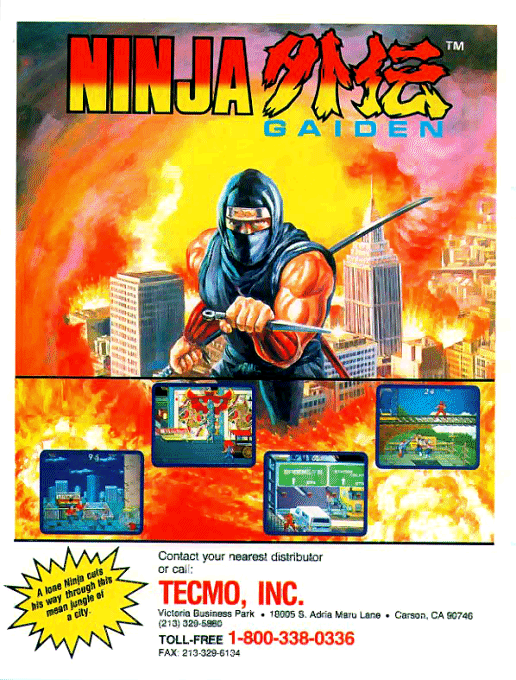 NINJA 外伝 ™
GAIDEN
94
24
A lone Ninja cuts
his way through this
mean jungle of
a city.
Contact your nearest distributor
or call:
TECMO, INC.
Victoria Business Park • 18005 S. Adria Maru Lane • Carson, CA 90746
(213) 329-5880
TOLL-FREE 1-800-338-0336
FAX: 213-329-6134